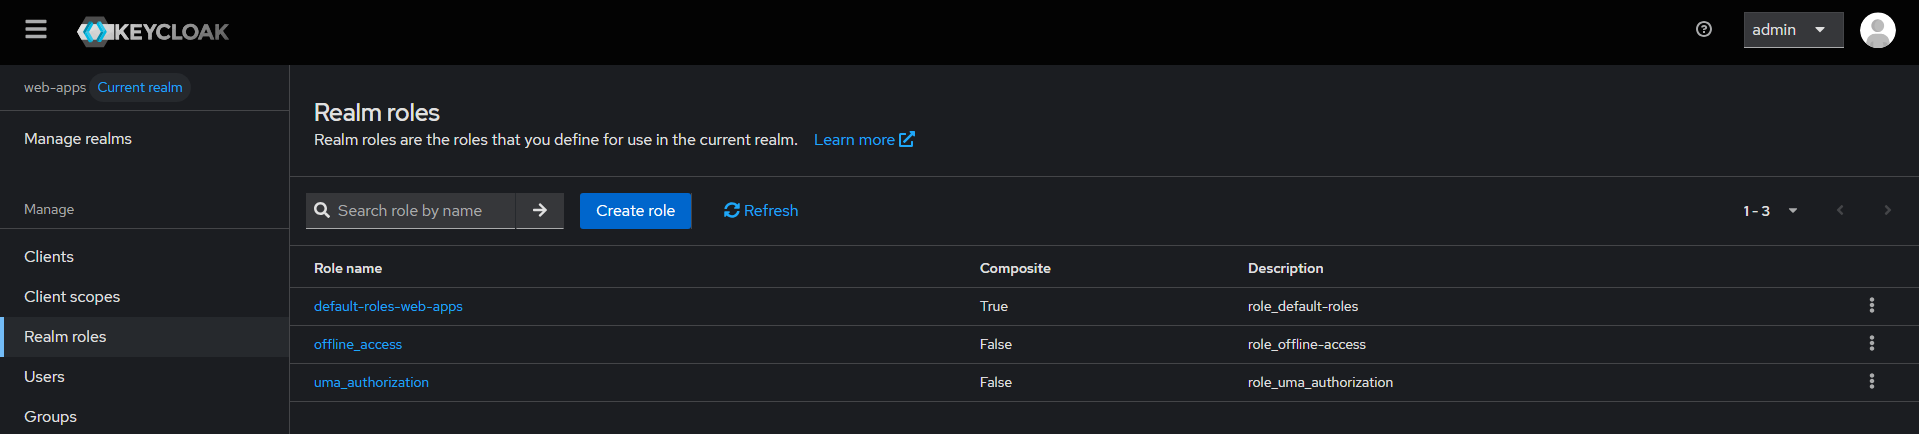 KEYCLOAK
admin
web-apps Current realm
Manage realms
Manage
Clients
Client scopes
Realm roles
Users
Groups
Realm roles
Realm roles are the roles that you define for use in the current realm. Learn more
Search role by name
Create role
Refresh
1 - 3
Role name Composite Description
default-roles-web-apps True role_default-roles
offline_access False role_offline-access
uma_authorization False role_uma_authorization